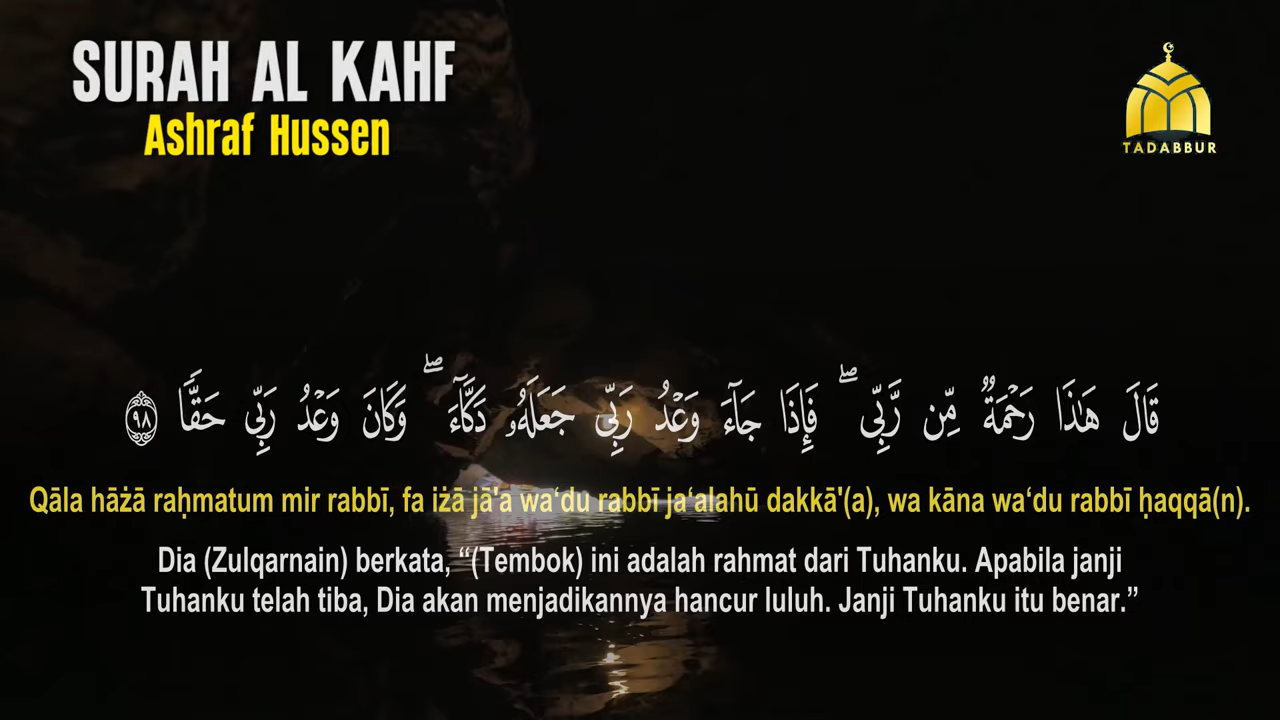 SURAH AL KAHF
Ashraf Hussen
TADABBUR
قَالَ هَٰذَا رَحْمَةٌ مِّن رَّبِّى ۖ فَإِذَا جَآءَ وَعْدُ رَبِّى جَعَلَهُۥ دَكَّآءَ ۖ وَكَانَ وَعْدُ رَبِّى حَقًّا ٩٨
Qāla hāżā raḥmatum mir rabbī, fa iżā jā'a wa‘du rabbī ja‘alahū dakkā'(a), wa kāna wa‘du rabbī ḥaqqā(n).
Dia (Zulqarnain) berkata, “(Tembok) ini adalah rahmat dari Tuhanku. Apabila janji
Tuhanku telah tiba, Dia akan menjadikannya hancur luluh. Janji Tuhanku itu benar.”